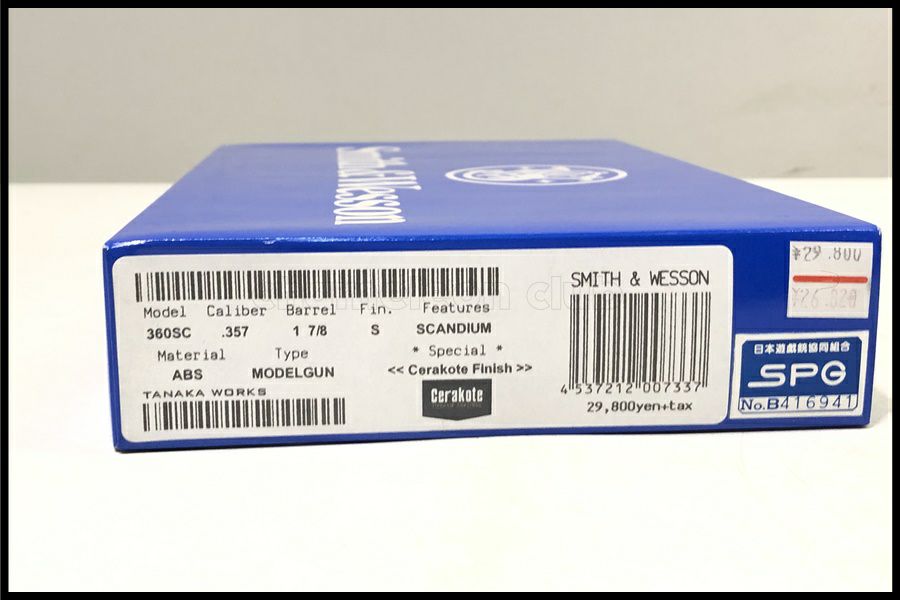 Smith & Wesson
Model Caliber Barrel Fin. Features
360SC .357 1 7/8 S SCANDIUM
Material Type * Special *
ABS MODELGUN << Cerakote Finish >>
TANAKA WORKS
Cerakote
SMITH & WESSON
4 537212 007337
29,800yen+tax
¥29.800
日本遊戯銃協同組合
SPG
No.B416941